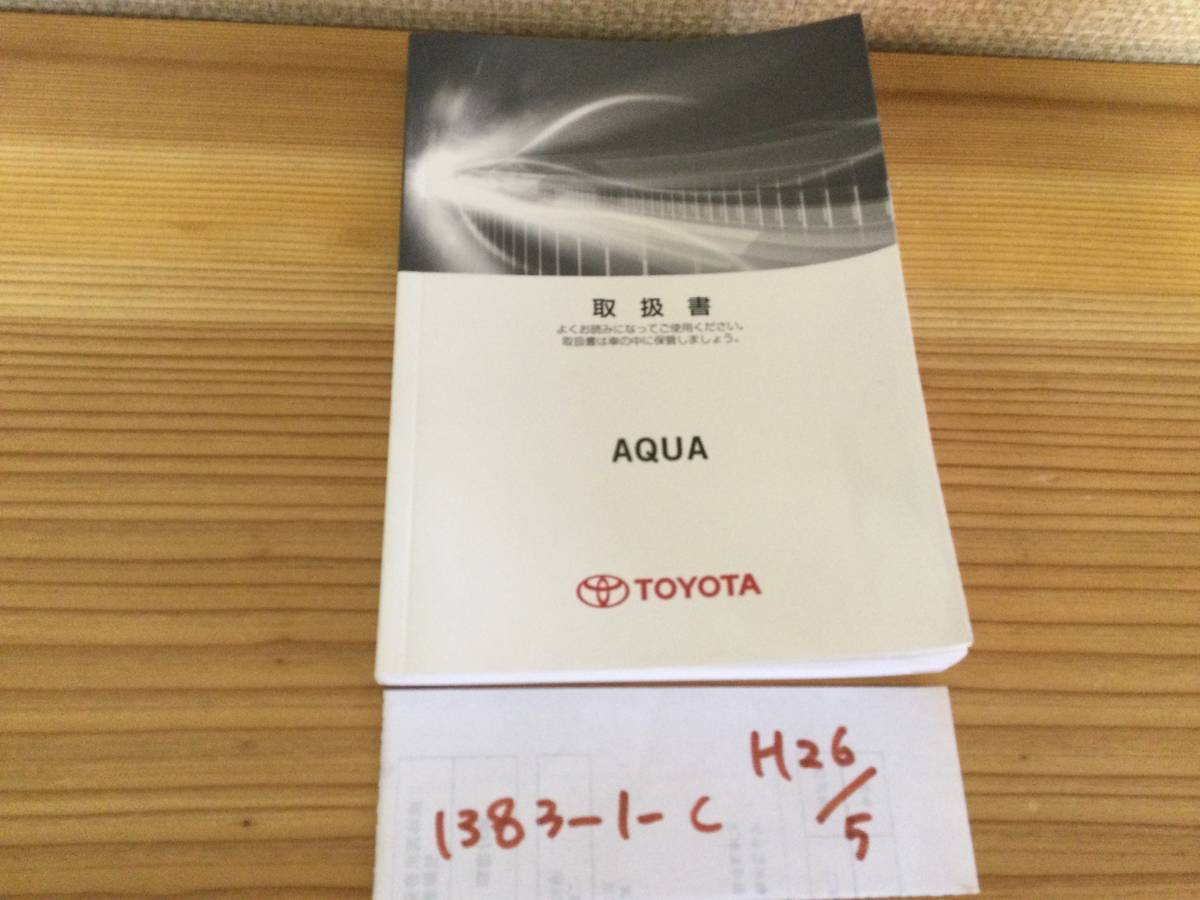 取扱書
よくお読みになってご使用ください。
取扱書は車の中に保管しましょう。
AQUA
TOYOTA
H26/5
1383-1-C